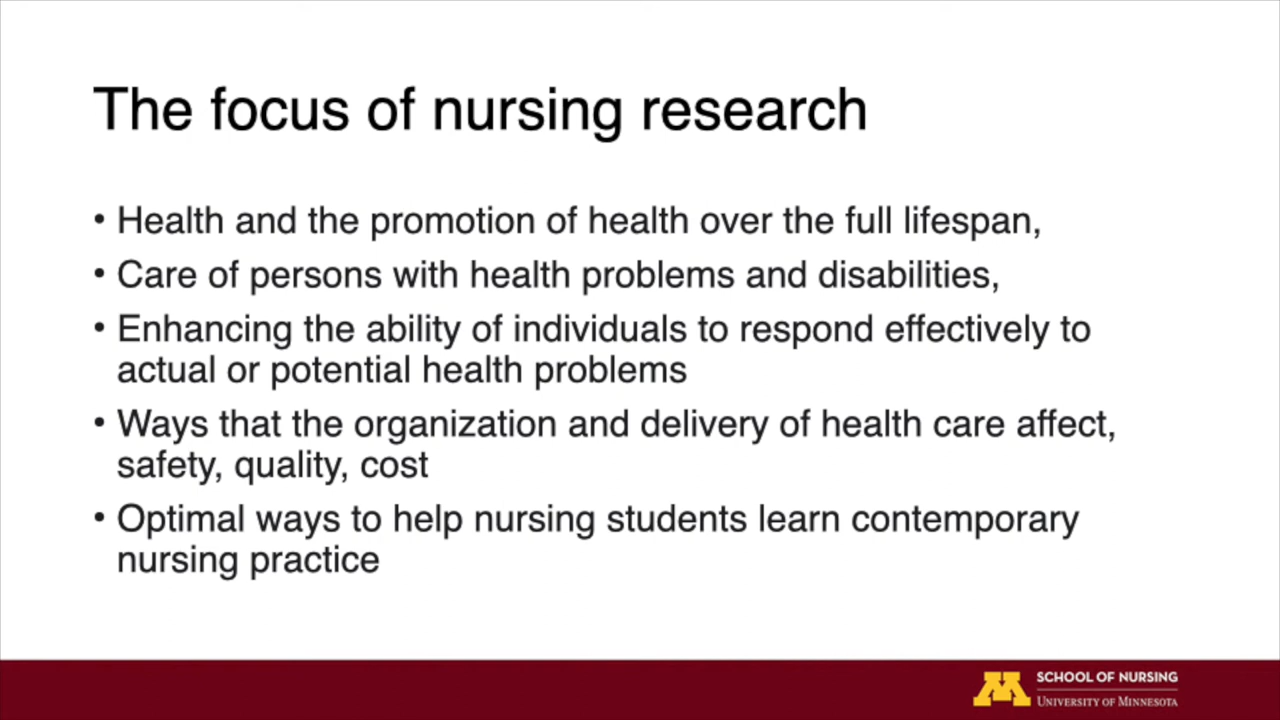 The focus of nursing research
• Health and the promotion of health over the full lifespan,
• Care of persons with health problems and disabilities,
• Enhancing the ability of individuals to respond effectively to
actual or potential health problems
• Ways that the organization and delivery of health care affect,
safety, quality, cost
• Optimal ways to help nursing students learn contemporary
nursing practice
M
SCHOOL OF NURSING
UNIVERSITY OF MINNESOTA